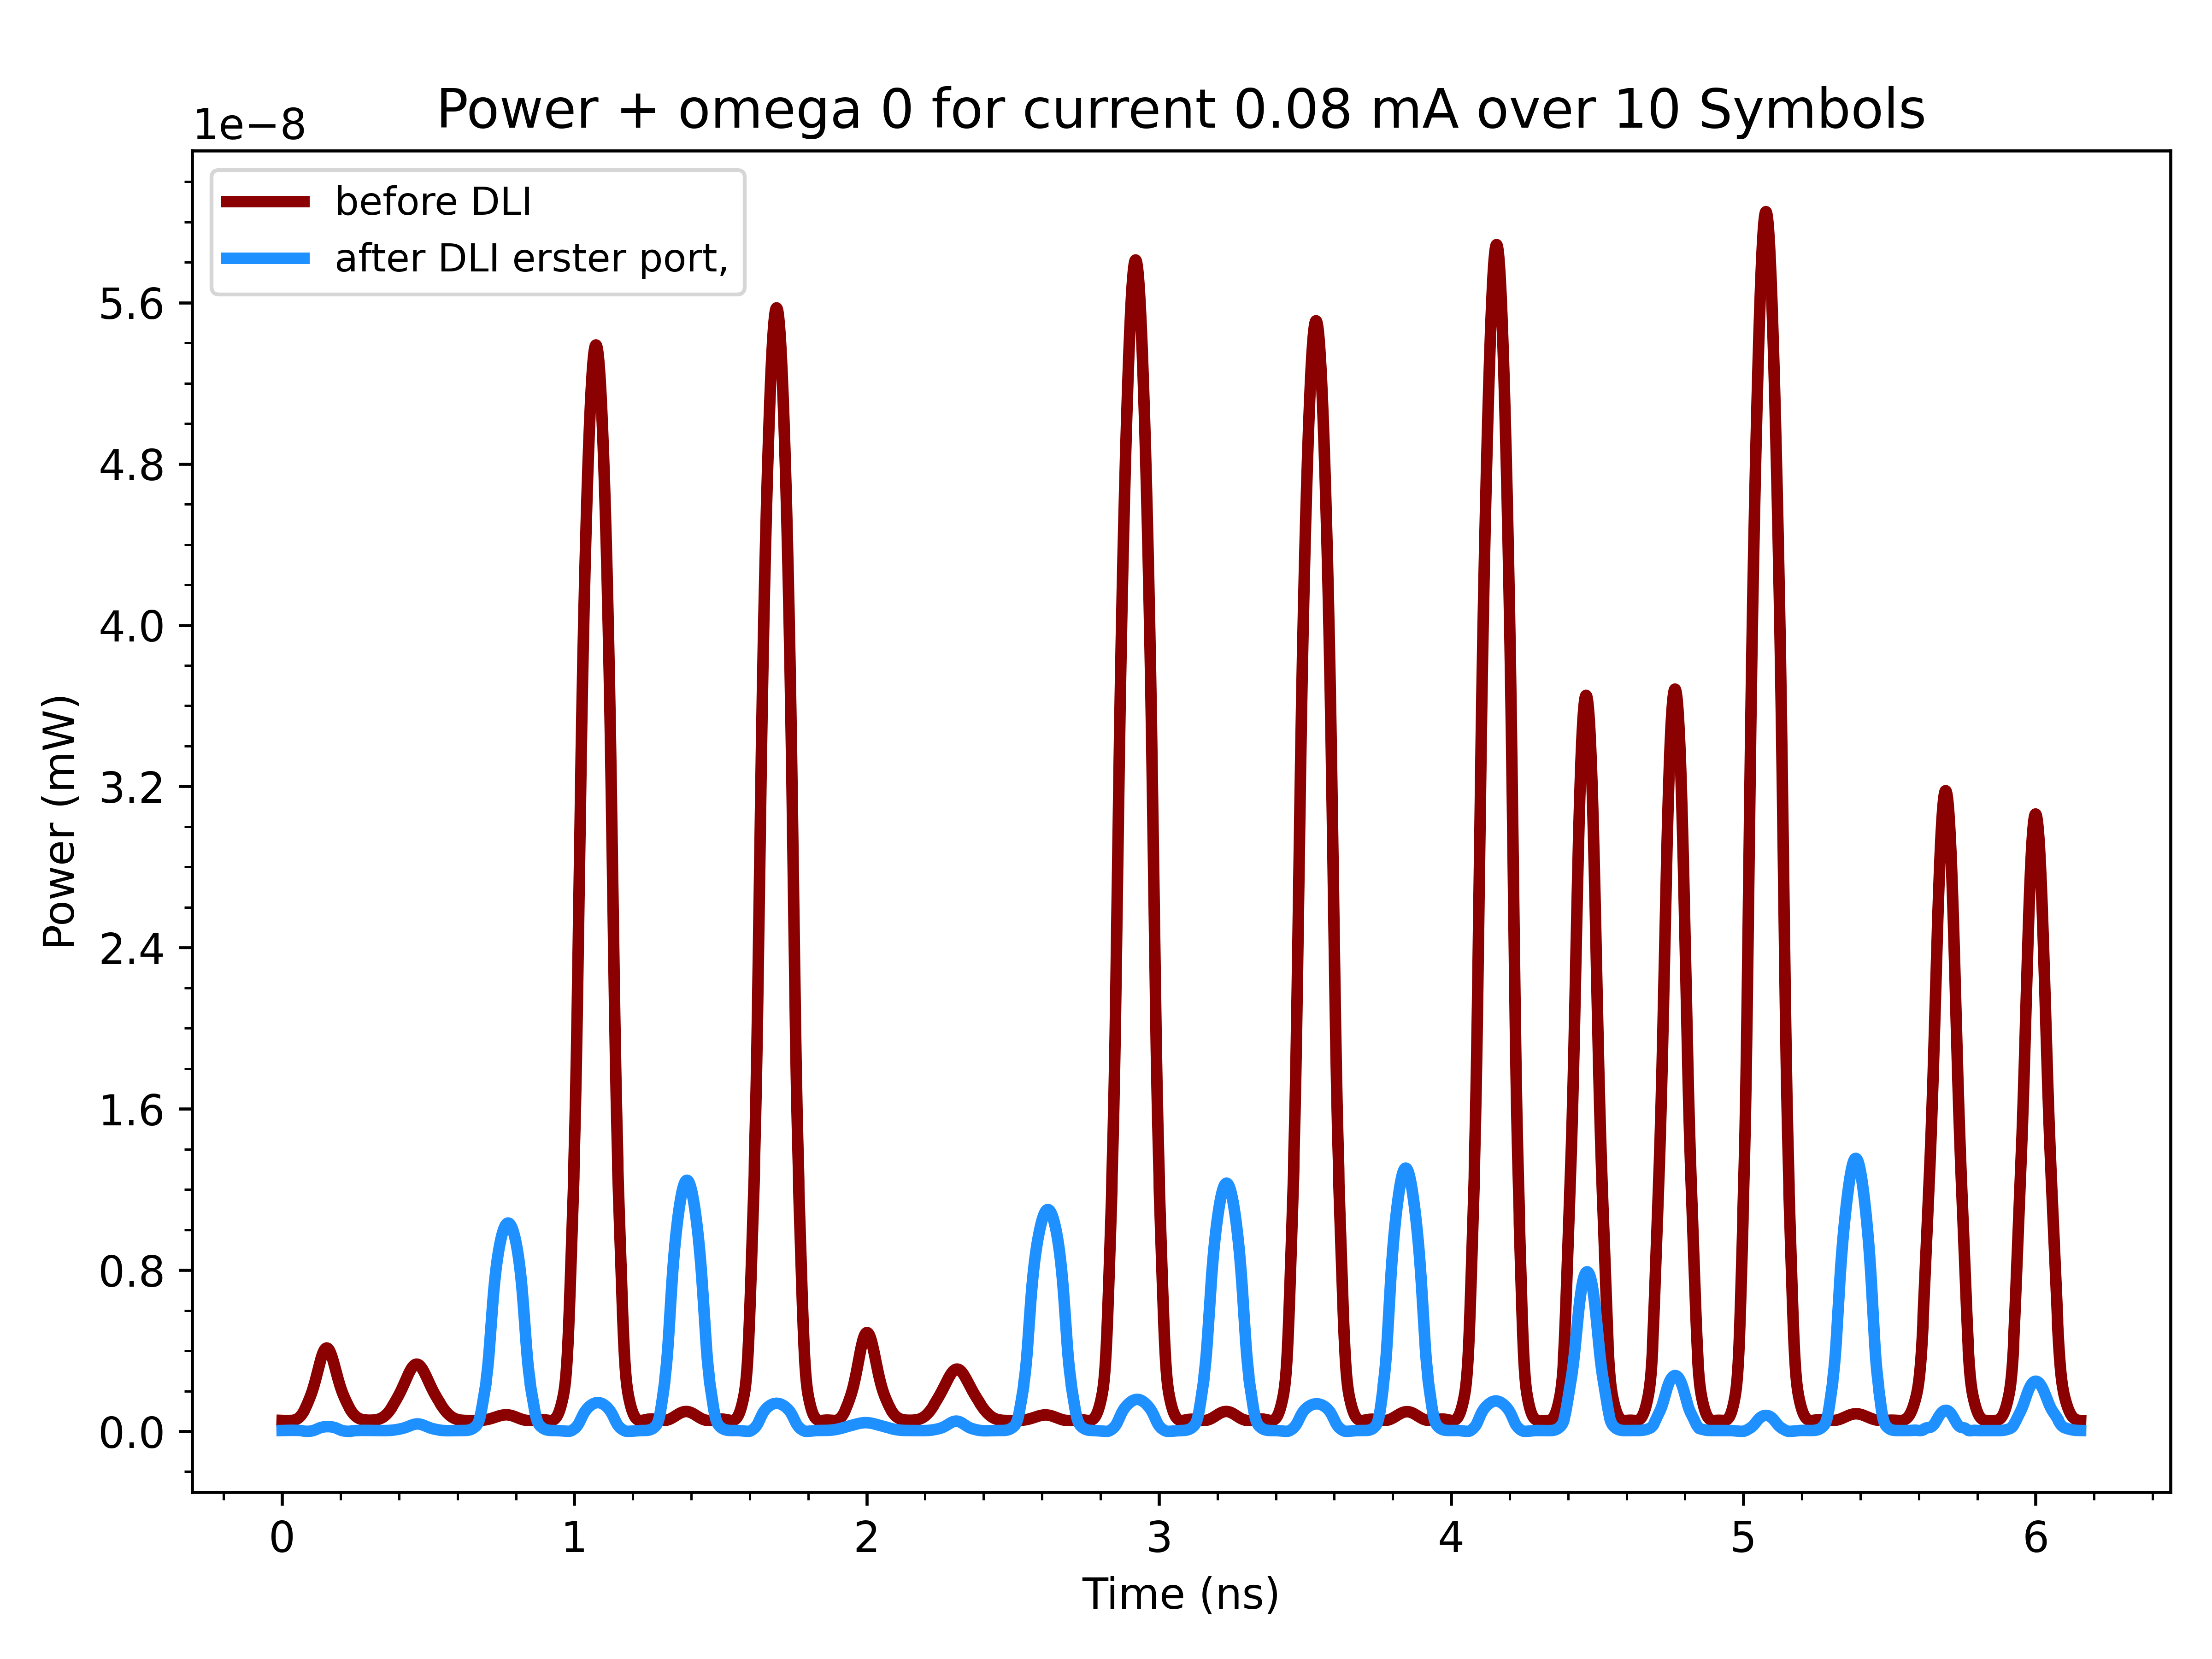 Power + omega 0 for current 0.08 mA over 10 Symbols
1e−8
before DLI
after DLI erster port,
5.6
4.8
4.0
3.2
2.4
1.6
0.8
0.0
Power (mW)
0 1 2 3 4 5 6
Time (ns)